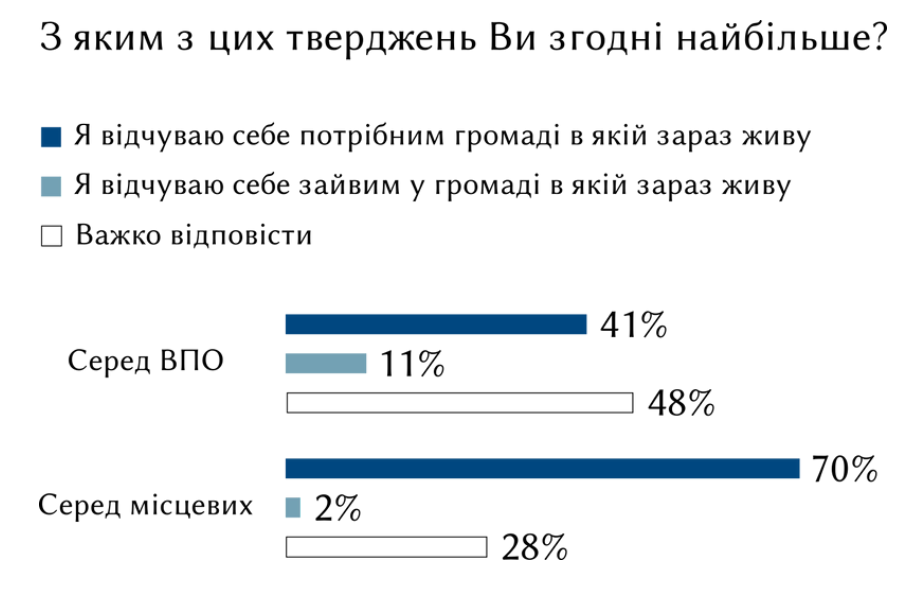 З яким з цих тверджень Ви згодні найбільше?
Я відчуваю себе потрібним громаді в якій зараз живу
Я відчуваю себе зайвим у громаді в якій зараз живу
Важко відповісти
Серед ВПО
41%
11%
48%
Серед місцевих
70%
2%
28%